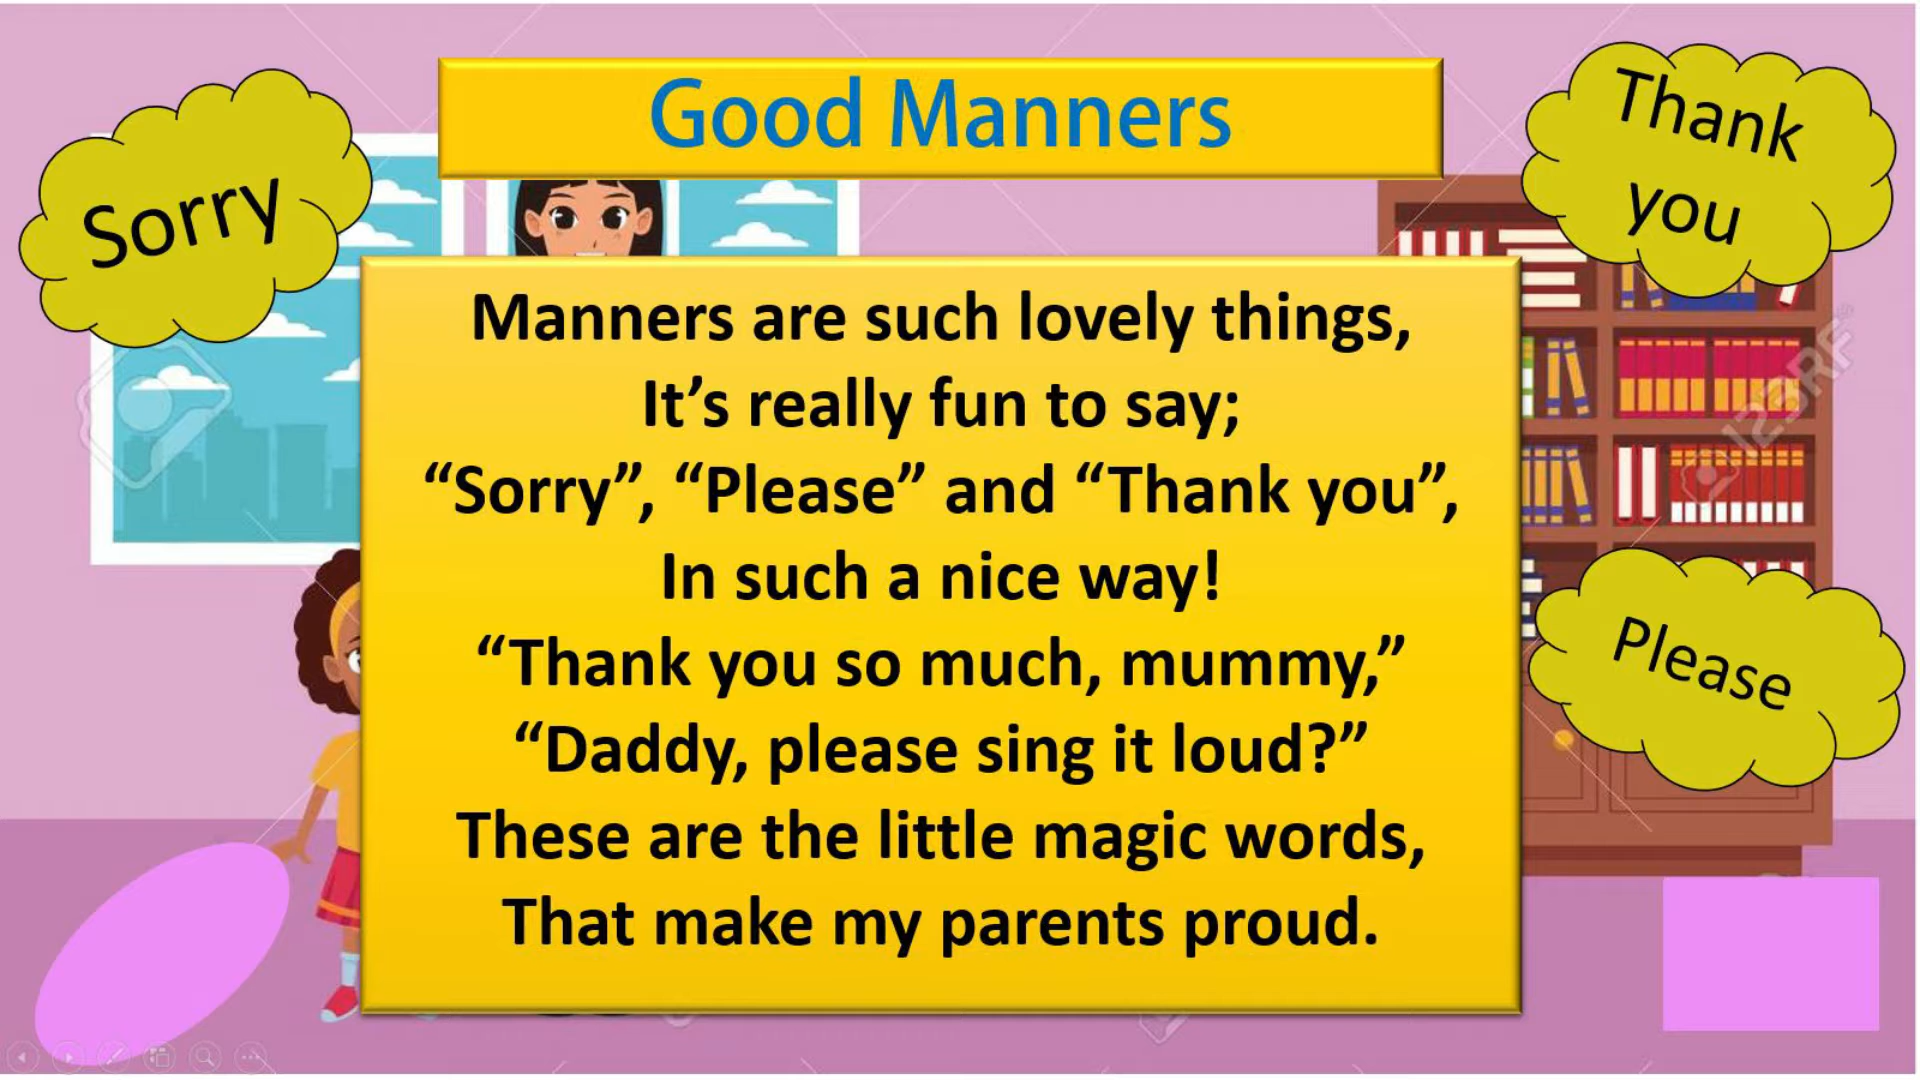 Good Manners
Sorry
Thank
you
Manners are such lovely things,
It’s really fun to say;
“Sorry”, “Please” and “Thank you”,
In such a nice way!
“Thank you so much, mummy,”
“Daddy, please sing it loud?”
These are the little magic words,
That make my parents proud.
Please
123RF